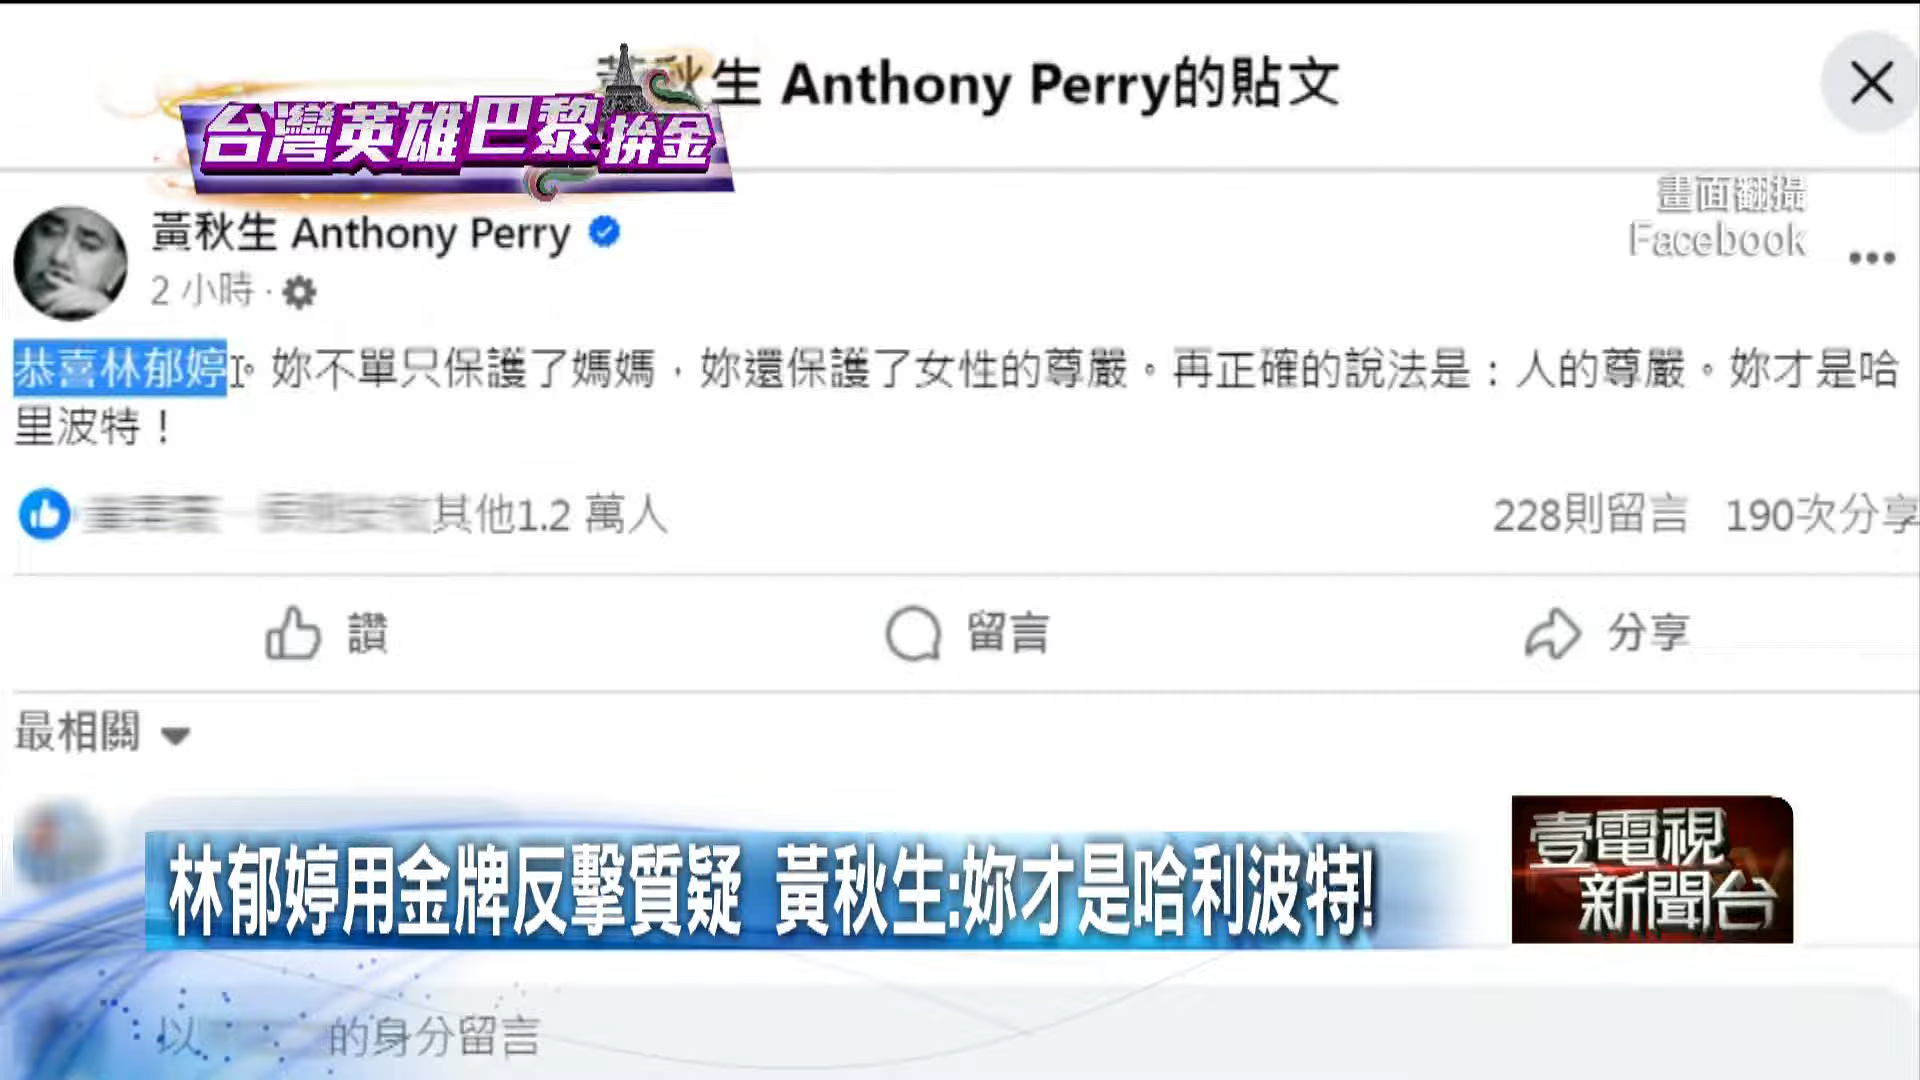 黃秋生 Anthony Perry的貼文
台灣英雄巴黎拚金
畫面翻攝
Facebook
黃秋生 Anthony Perry
2 小時
恭喜林郁婷。妳不單只保護了媽媽，妳還保護了女性的尊嚴。再正確的說法是：人的尊嚴。妳才是哈
里波特！
其他1.2 萬人
228則留言 190次分享
讚 留言 分享
最相關
林郁婷用金牌反擊質疑 黃秋生:妳才是哈利波特!
壹電視
新聞台
以 的身分留言